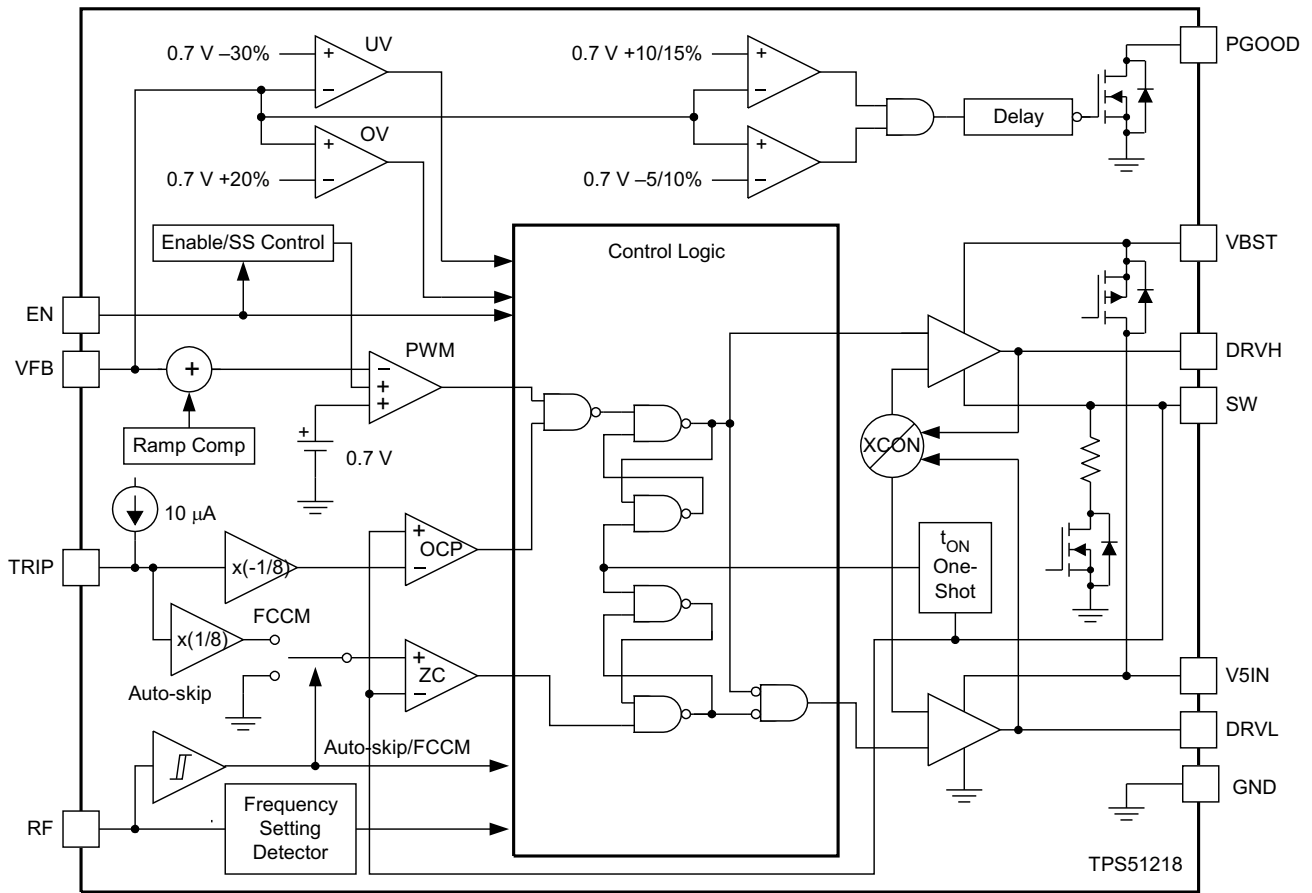 UV
0.7 V –30%
+
–
0.7 V +10/15%
+
–
PGOOD
Delay
OV
+
–
0.7 V +20%
+
–
0.7 V –5/10%
Enable/SS Control
Control Logic
VBST
EN
PWM
VFB
+
–
+
+
DRVH
SW
Ramp Comp
+
0.7 V
XCON
10 μA
TRIP
x(-1/8)
+
OCP
–
tON
One-
Shot
FCCM
x(1/8)
+
ZC
–
Auto-skip
V5IN
DRVL
Auto-skip/FCCM
GND
RF
Frequency
Setting
Detector
TPS51218